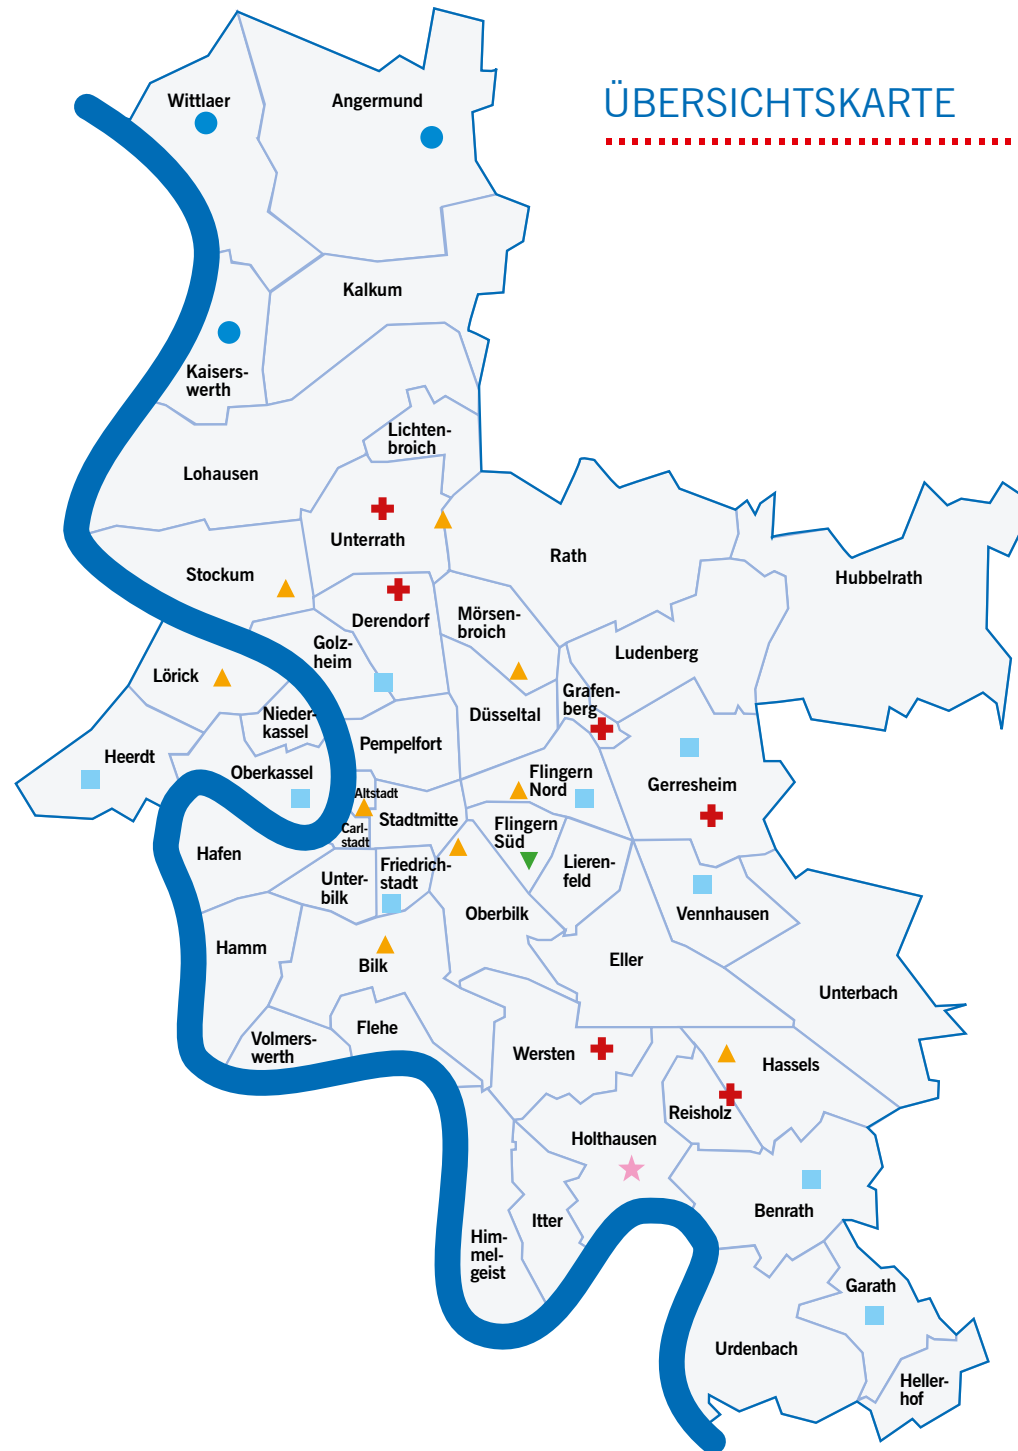 ÜBERSICHTSKARTE
Wittlaer
Angermund
Kalkum
Kaisers-
werth
Lichten-
broich
Lohausen
Unterrath
Rath
Hubbelrath
Stockum
Derendorf
Mörsen-
broich
Golz-
heim
Ludenberg
Lörick
Grafen-
berg
Nieder-
kassel
Düsseltal
Pempelfort
Heerdt
Oberkassel
Flingern
Nord
Gerresheim
Altstadt
Carl-
stadt
Stadtmitte
Flingern
Süd
Hafen
Friedrich-
stadt
Lieren-
feld
Unter-
bilk
Oberbilk
Vennhausen
Hamm
Bilk
Eller
Unterbach
Volmers-
werth
Flehe
Wersten
Hassels
Reisholz
Holthausen
Benrath
Itter
Him-
mel-
geist
Garath
Urdenbach
Heller-
hof